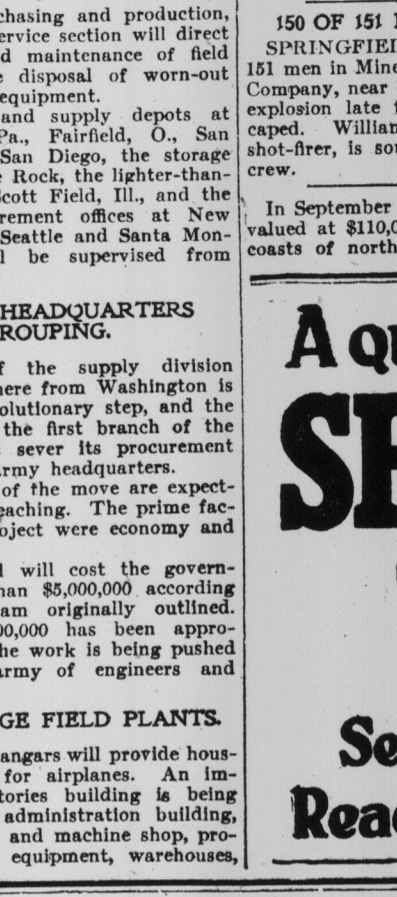 chasing and production,
ervice section will direct
d maintenance of field
e disposal of worn-out
equipment.
and supply depots at
Pa., Fairfield, O., San
San Diego, the storage
e Rock, the lighter-than-
cott Field, Ill., and the
rement offices at New
Seattle and Santa Mon-
l be supervised from
HEADQUARTERS
ROUPING.
f the supply division
here from Washington is
olutionary step, and the
the first branch of the
sever its procurement
rmy headquarters.
of the move are expect-
eaching. The prime fac-
oject were economy and
l will cost the govern-
han $5,000,000 according
am originally outlined.
00,000 has been appro-
he work is being pushed
army of engineers and
GE FIELD PLANTS.
angars will provide hous-
for airplanes. An im-
tories building is being
administration building,
and machine shop, pro-
equipment, warehouses,
150 OF 151
SPRINGFIEL
151 men in Mine
Company, near
explosion late
caped. William
shot-firer, is
crew.
In September
valued at $110,0
coasts of north
A QU
SE
Se
Read